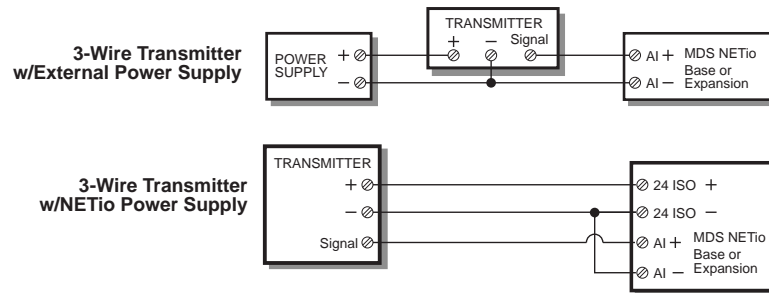 3-Wire Transmitter
w/External Power Supply
POWER
SUPPLY
+
−
TRANSMITTER
+ − Signal
AI + MDS NETio
Base or
AI − Expansion
3-Wire Transmitter
w/NETio Power Supply
TRANSMITTER
+
−
Signal
24 ISO +
24 ISO −
AI + MDS NETio
Base or
AI − Expansion